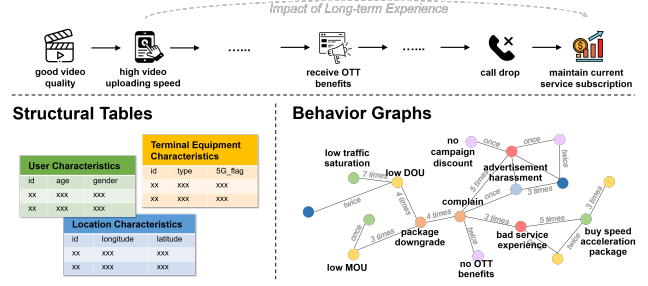 Impact of Long-term Experience
good video
quality
high video
uploading speed
......
receive OTT
benefits
......
call drop
maintain current
service subscription
Structural Tables
User Characteristics
id age gender
xx xxx xxx
xx xxx xxx
Terminal Equipment
Characteristics
id type 5G_flag
xx xxx xxx
xx xxx xxx
Location Characteristics
id longitude latitude
xx xxx xxx
xx xxx xxx
Behavior Graphs
low traffic
saturation
7 times
low DOU
twice
4 times
once
3 times
low MOU
package
downgrade
4 times
complain
no
campaign
discount
once
once
twice
5 times
advertisement
harassment
once
3 times
3 times
twice
no OTT
benefits
bad service
experience
5 times
3 times
twice
buy speed
acceleration
package